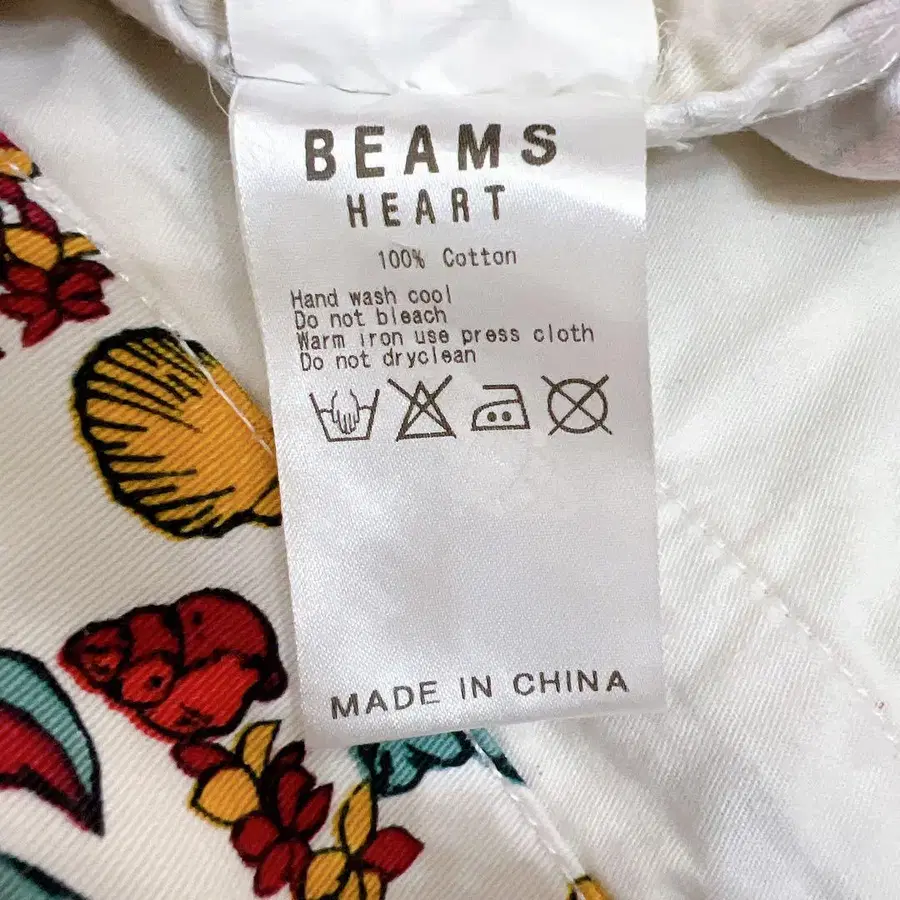 BEAMS
HEART
100% Cotton
Hand wash cool
Do not bleach
Warm iron use press cloth
Do not dryclean
MADE IN CHINA